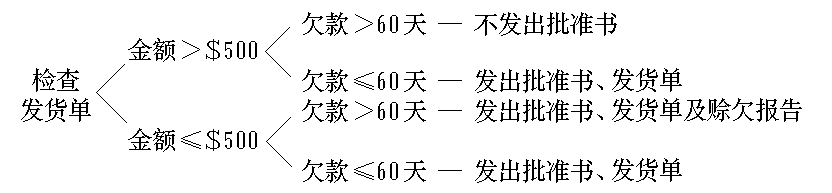 欠款>60天 — 不发出批准书
金额>$500
欠款≤60天 — 发出批准书、发货单
检查
发货单
欠款>60天 — 发出批准书、发货单及赊欠报告
金额≤$500
欠款≤60天 — 发出批准书、发货单